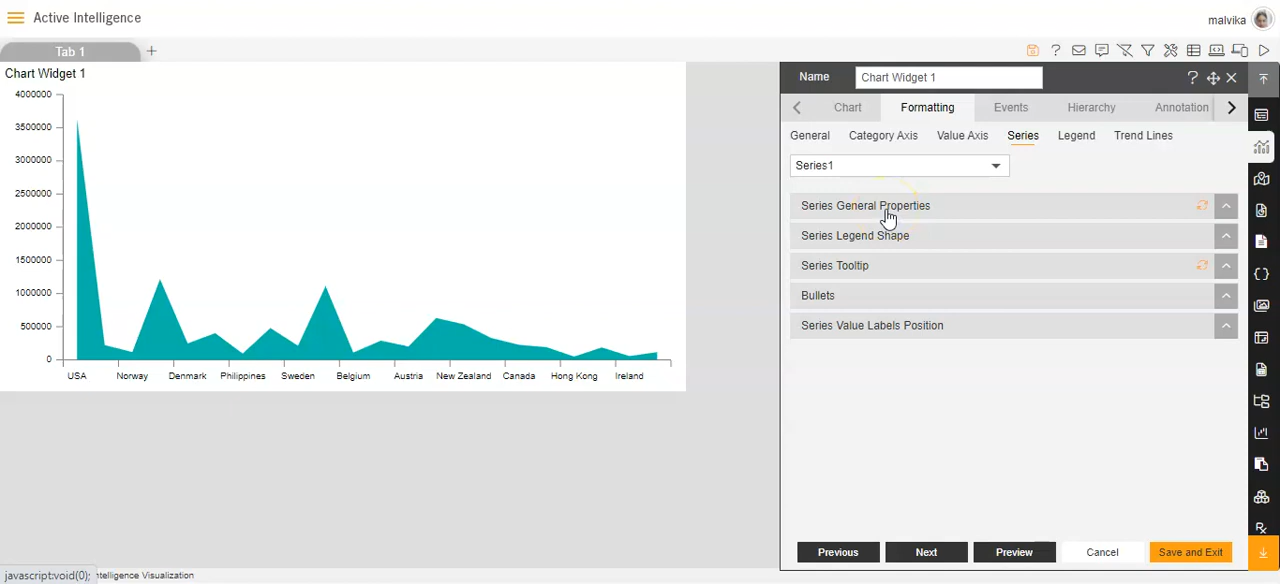 Active Intelligence
malvika
Tab 1
Chart Widget 1
4000000
3500000
3000000
2500000
2000000
1500000
1000000
500000
0
USA Norway Denmark Philippines Sweden Belgium Austria New Zealand Canada Hong Kong Ireland
Name Chart Widget 1
Chart Formatting Events Hierarchy Annotation
General Category Axis Value Axis Series Legend Trend Lines
Series1
Series General Properties
Series Legend Shape
Series Tooltip
Bullets
Series Value Labels Position
Previous Next Preview Cancel Save and Exit
javascript:void(0); ntelligence Visualization